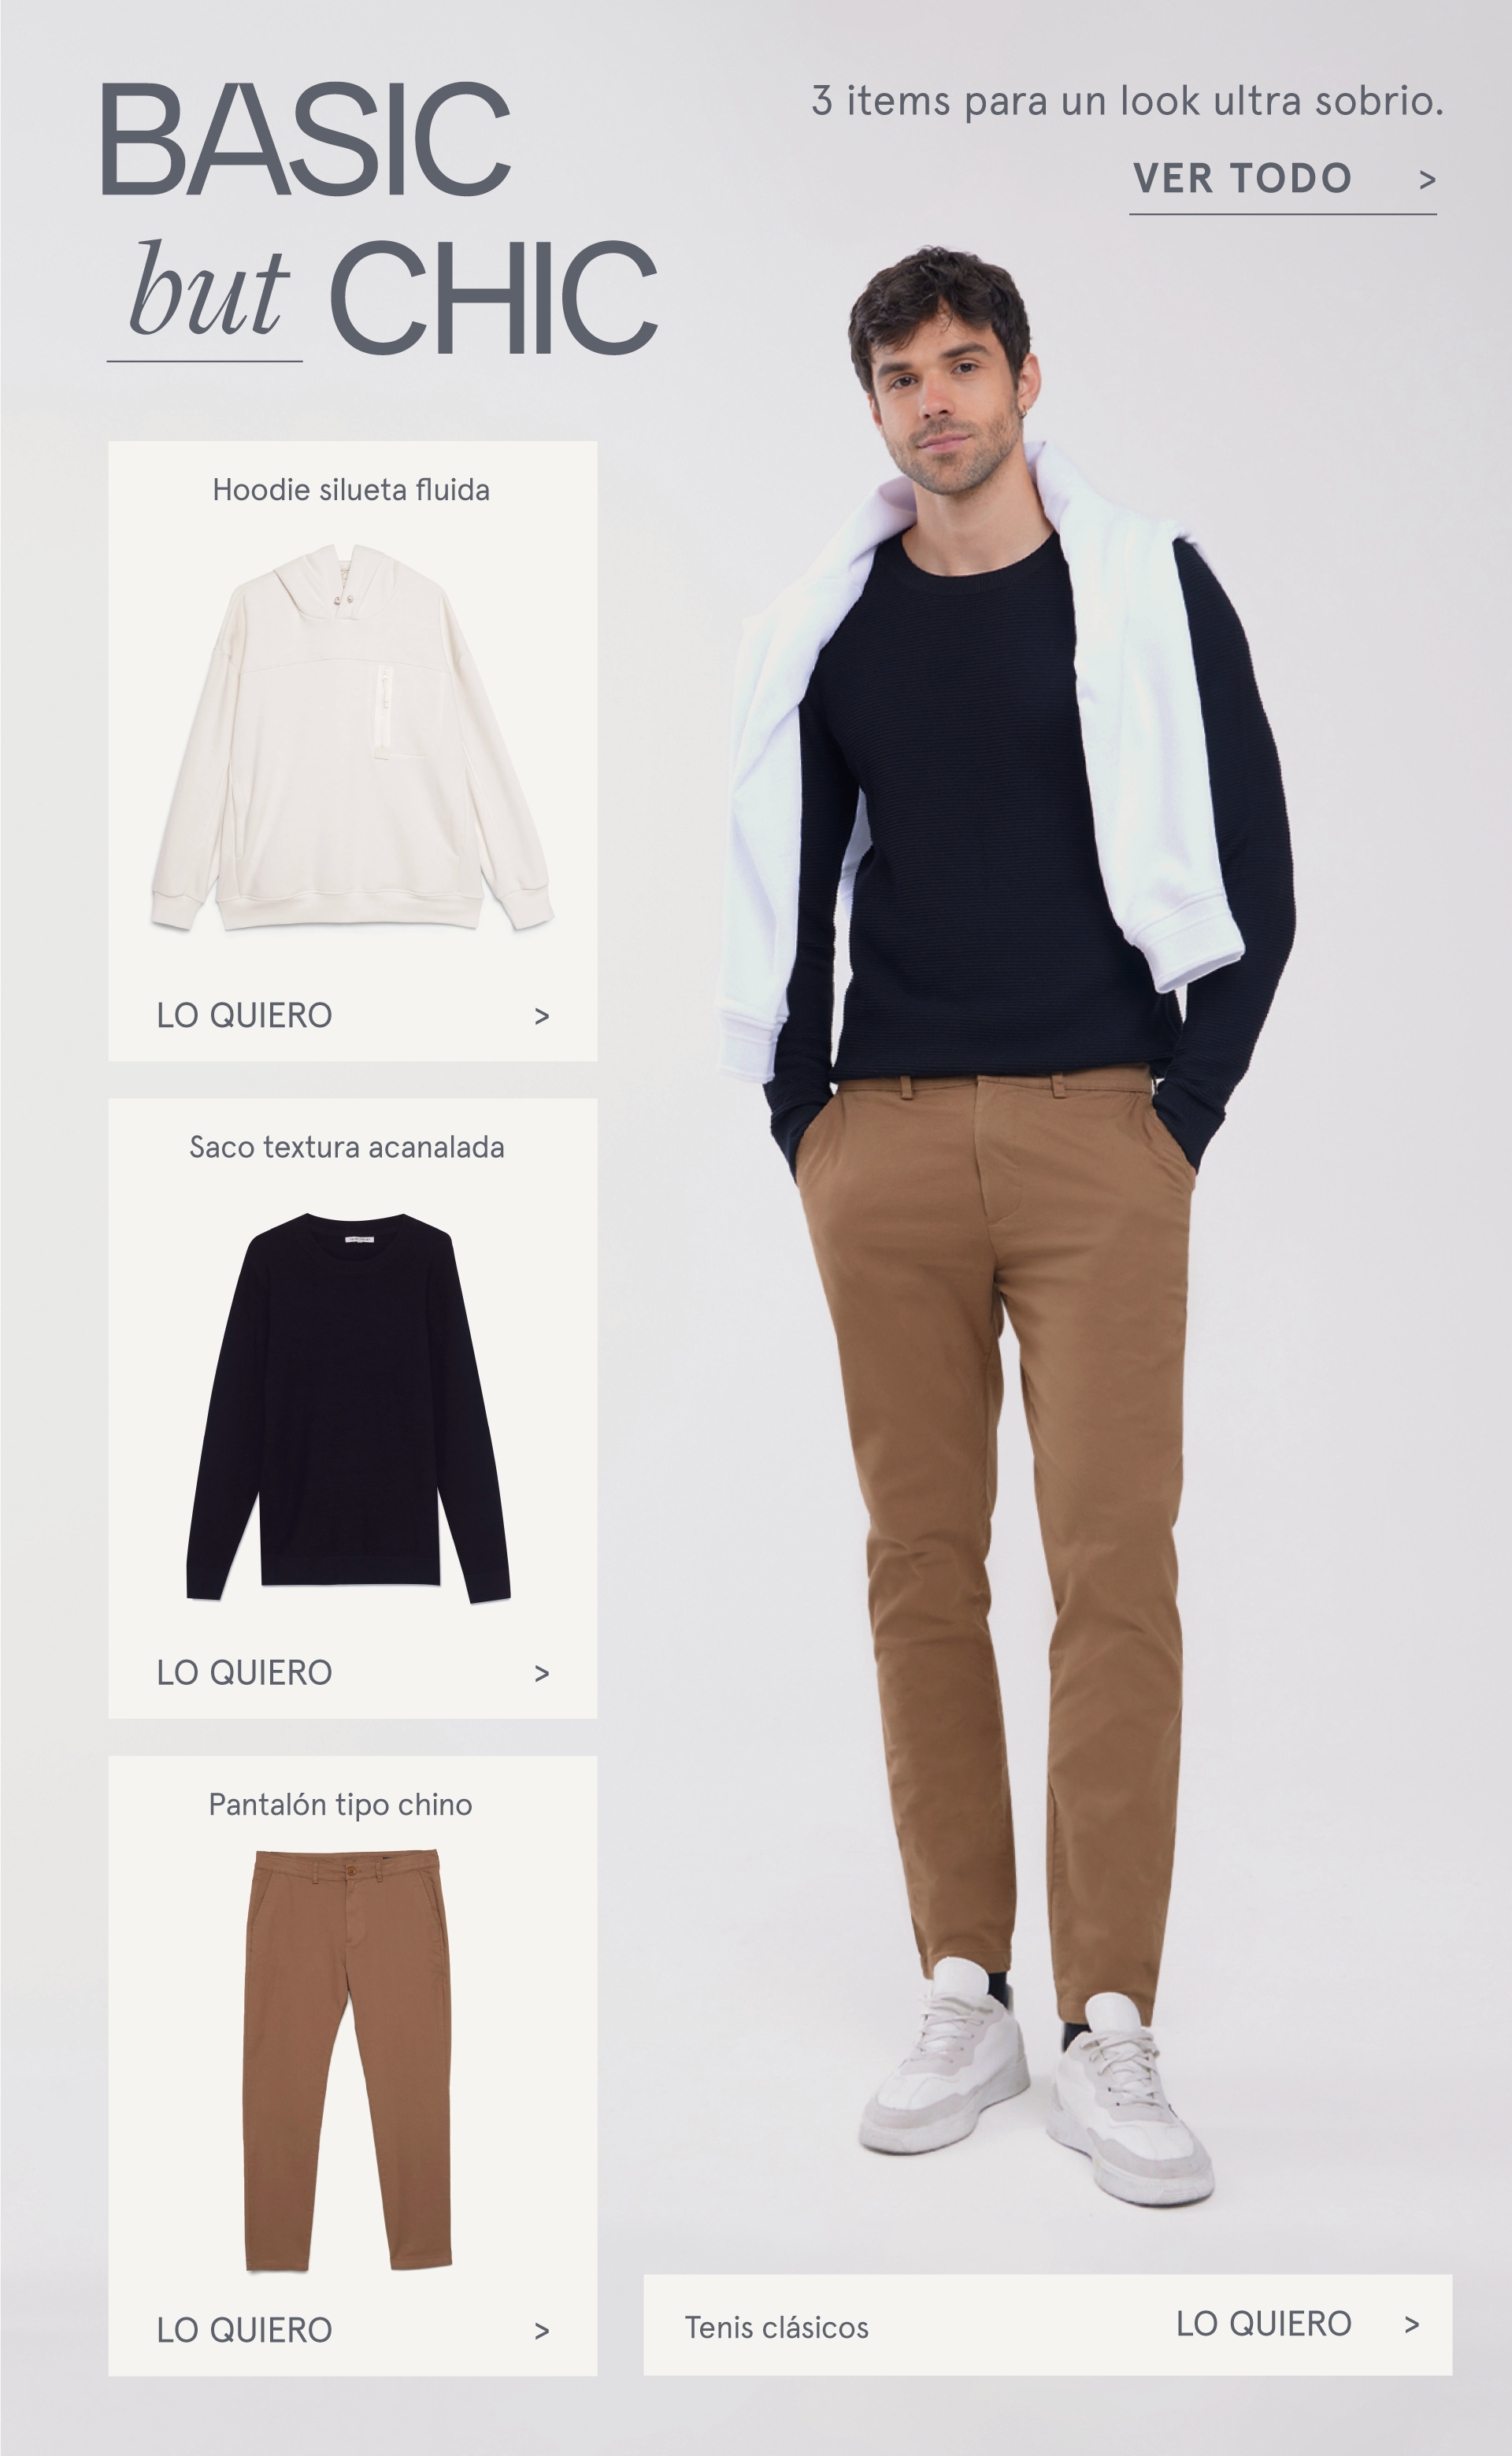 BASIC
but CHIC
3 items para un look ultra sobrio.
VER TODO >
Hoodie silueta fluida
LO QUIERO >
Saco textura acanalada
LO QUIERO >
Pantalón tipo chino
LO QUIERO >
Tenis clásicos LO QUIERO >